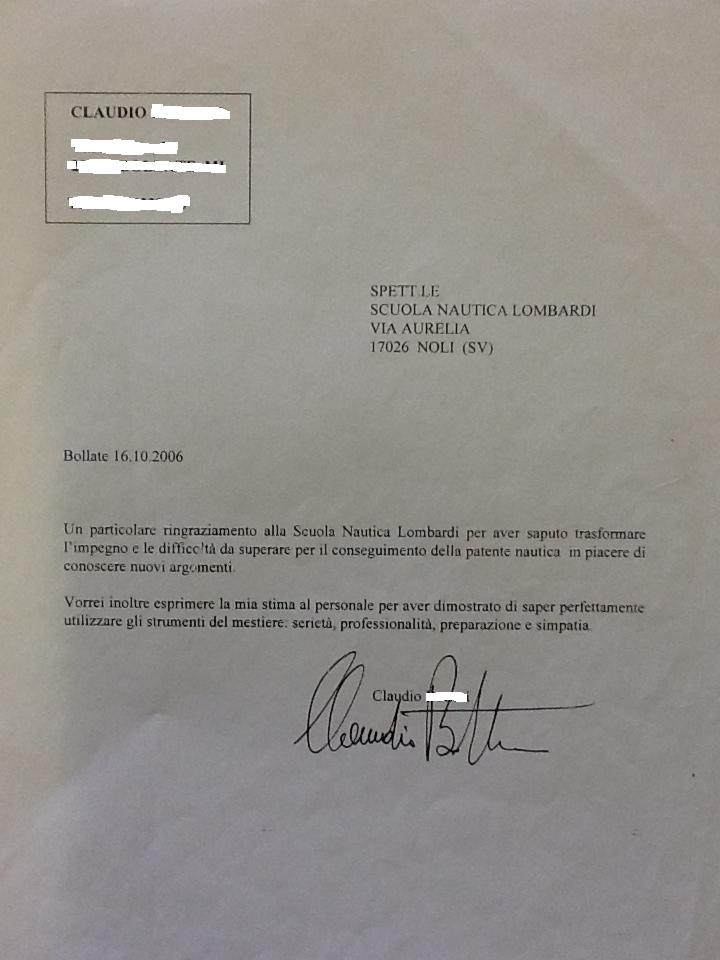 CLAUDIO
SPETT.LE
SCUOLA NAUTICA LOMBARDI
VIA AURELIA
17026 NOLI (SV)
Bollate 16.10.2006
Un particolare ringraziamento alla Scuola Nautica Lombardi per aver saputo trasformare
l'impegno e le difficoltà da superare per il conseguimento della patente nautica in piacere di
conoscere nuovi argomenti.
Vorrei inoltre esprimere la mia stima al personale per aver dimostrato di saper perfettamente
utilizzare gli strumenti del mestiere: serietà, professionalità, preparazione e simpatia.
Claudio
Claudio